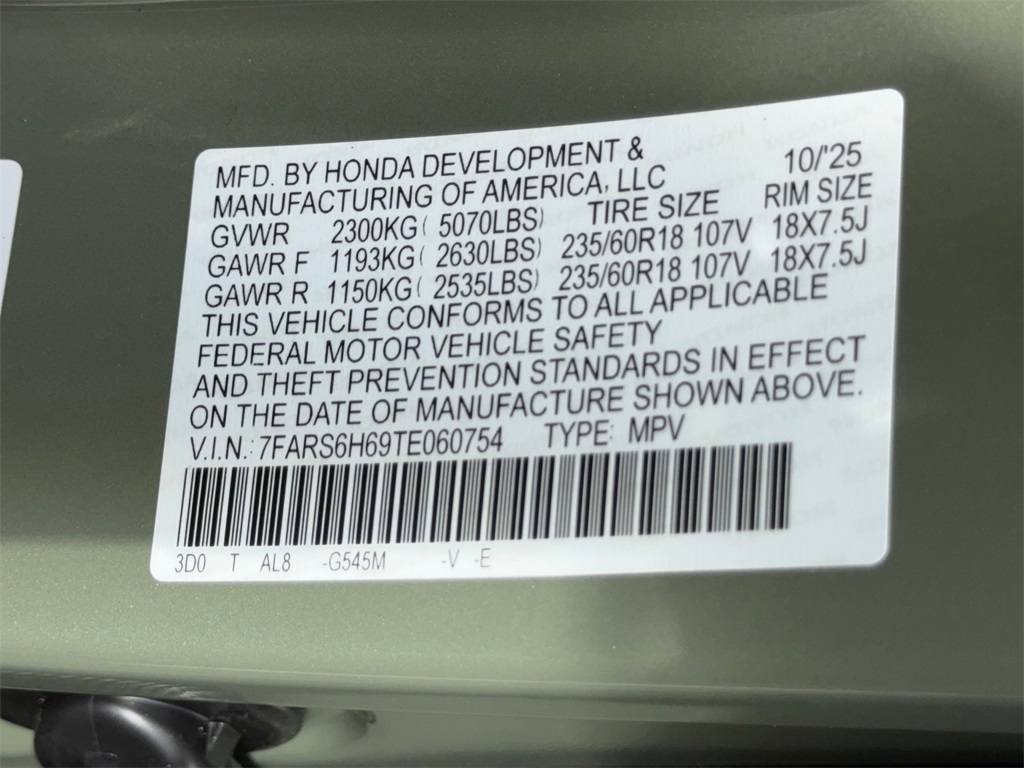 MFD. BY HONDA DEVELOPMENT & 10/'25
MANUFACTURING OF AMERICA, LLC
TIRE SIZE RIM SIZE
GVWR 2300KG( 5070LBS)
GAWR F 1193KG( 2630LBS) 235/60R18 107V 18X7.5J
GAWR R 1150KG( 2535LBS) 235/60R18 107V 18X7.5J
THIS VEHICLE CONFORMS TO ALL APPLICABLE
FEDERAL MOTOR VEHICLE SAFETY
AND THEFT PREVENTION STANDARDS IN EFFECT
ON THE DATE OF MANUFACTURE SHOWN ABOVE.
V.I.N.: 7FARS6H69TE060754 TYPE: MPV
3D0 T AL8 -G545M -V -E